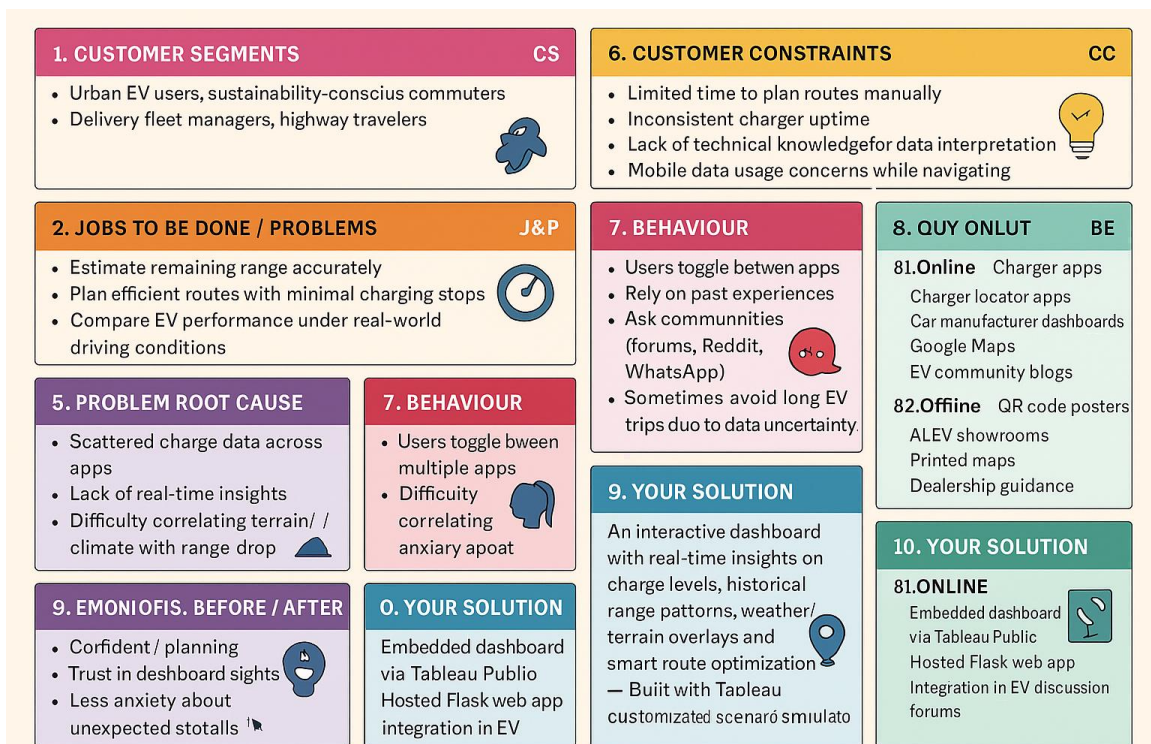 1. CUSTOMER SEGMENTS CS
• Urban EV users, sustainability-conscius commuters
• Delivery fleet managers, highway travelers
6. CUSTOMER CONSTRAINTS CC
• Limited time to plan routes manually
• Inconsistent charger uptime
• Lack of technical knowledgefor data interpretation
• Mobile data usage concerns while navigating
2. JOBS TO BE DONE / PROBLEMS J&P
• Estimate remaining range accurately
• Plan efficient routes with minimal charging stops
• Compare EV performance under real-world
driving conditions
7. BEHAVIOUR
• Users toggle betwen apps
• Rely on past experiences
• Ask communnities
(forums, Reddit,
WhatsApp)
• Sometimes avoid long EV
trips duo to data uncertainty.
8. QUY ONLUT BE
81.Online Charger apps
Charger locator apps
Car manufacturer dashboards
Google Maps
EV community blogs
82.Offiine QR code posters
ALEV showrooms
Printed maps
Dealership guidance
5. PROBLEM ROOT CAUSE
• Scattered charge data across
apps
• Lack of real-time insights
• Difficulty correlating terrain/ /
climate with range drop
7. BEHAVIOUR
• Users toggle bween
multiple apps
• Difficuity
correlating
anxiary apoat
9. YOUR SOLUTION
An interactive dashboard
with real-time insights on
charge levels, historical
range pattorns, weather/
terrain overlays and
smart route optimization
— Buiit with Tapleau
customızatad scenaró smıulato
10. YOUR SOLUTION
81.ONLINE
Embedded dashboard
via Tableau Public
Hosted Flask web app
Integration in EV discussion
forums
9. EMONIOFIS. BEFORE / AFTER
• Corfident / planning
• Trust in deshboard sights
• Less anxiety about
unexpected stotalls
0. YOUR SOLUTION
Embedded dashboard
via Tableau Publio
Hosted Flask web app
integration in EV